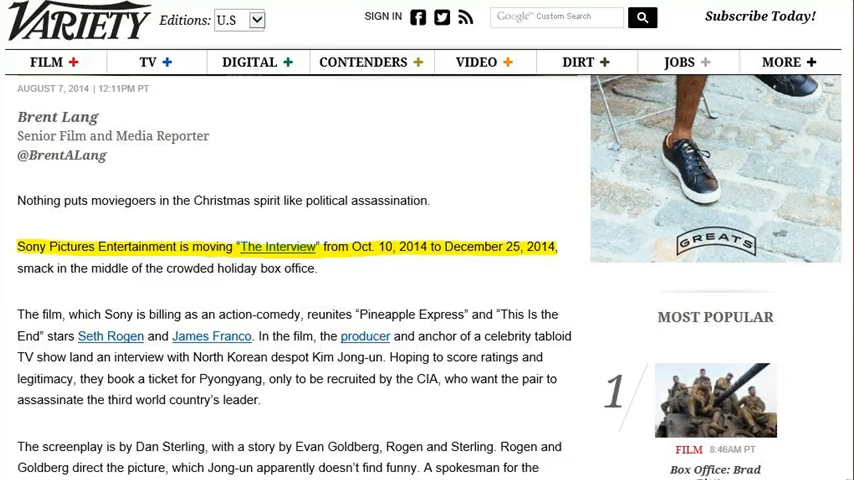 VARIETY
Editions: U.S
SIGN IN
Google™ Custom Search
Subscribe Today!
FILM + TV + DIGITAL + CONTENDERS + VIDEO + DIRT + JOBS + MORE +
AUGUST 7, 2014 | 12:11PM PT
Brent Lang
Senior Film and Media Reporter
@BrentALang
Nothing puts moviegoers in the Christmas spirit like political assassination.
Sony Pictures Entertainment is moving “The Interview” from Oct. 10, 2014 to December 25, 2014,
smack in the middle of the crowded holiday box office.
The film, which Sony is billing as an action-comedy, reunites “Pineapple Express” and “This Is the
End” stars Seth Rogen and James Franco. In the film, the producer and anchor of a celebrity tabloid
TV show land an interview with North Korean despot Kim Jong-un. Hoping to score ratings and
legitimacy, they book a ticket for Pyongyang, only to be recruited by the CIA, who want the pair to
assassinate the third world country’s leader.
The screenplay is by Dan Sterling, with a story by Evan Goldberg, Rogen and Sterling. Rogen and
Goldberg direct the picture, which Jong-un apparently doesn’t find funny. A spokesman for the
GREATS
MOST POPULAR
1
FILM 8:46AM PT
Box Office: Brad